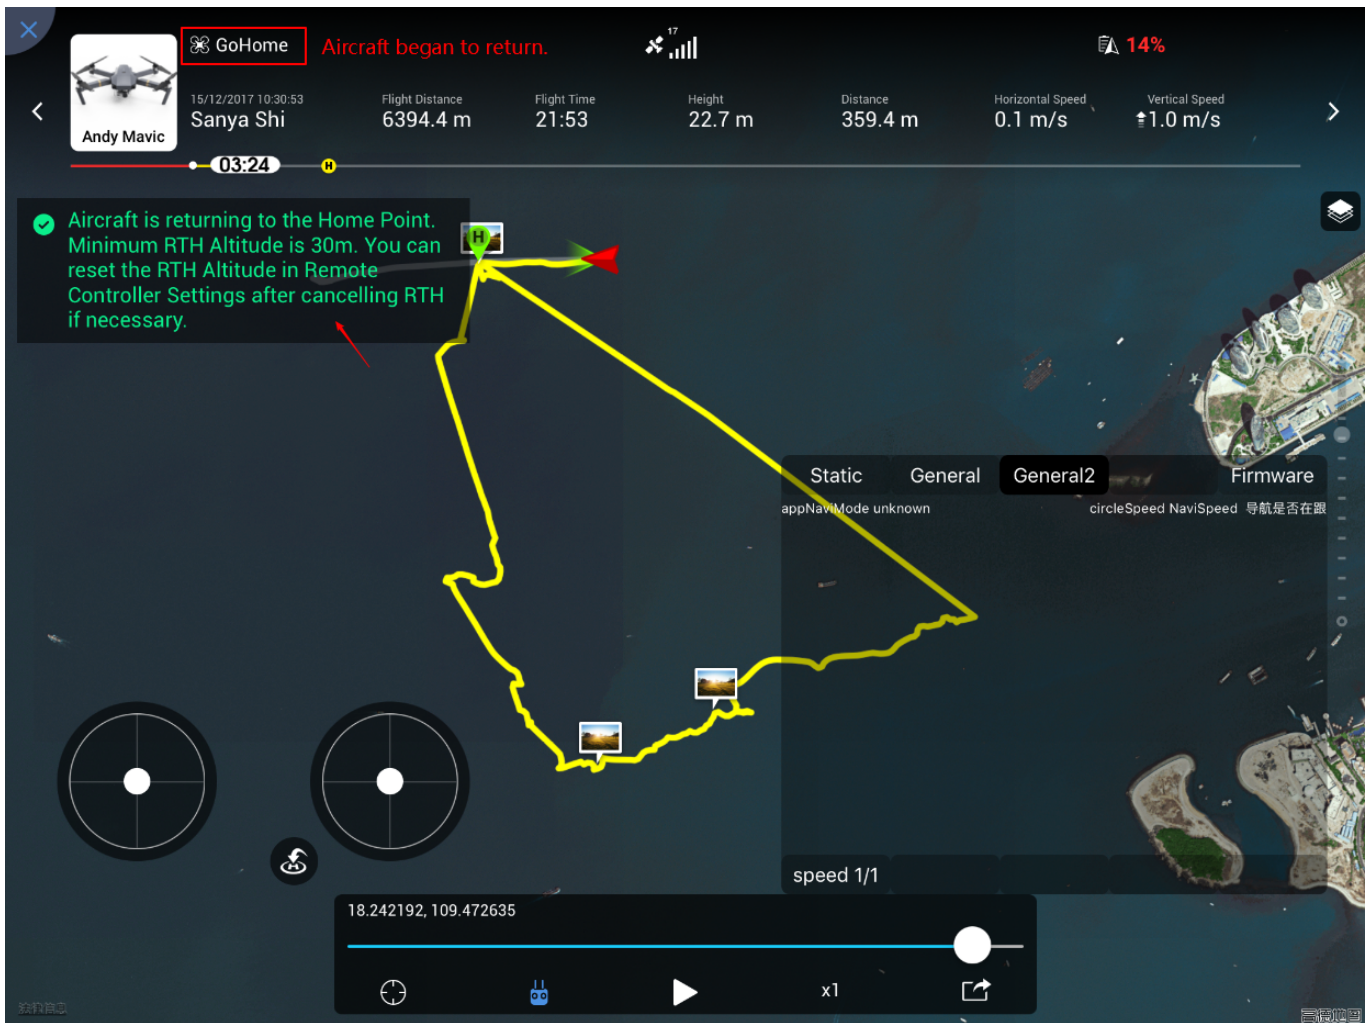 GoHome
Aircraft began to return.
17
14%
Andy Mavic
15/12/2017 10:30:53
Sanya Shi
Flight Distance
6394.4 m
Flight Time
21:53
Height
22.7 m
Distance
359.4 m
Horizontal Speed
0.1 m/s
Vertical Speed
1.0 m/s
03:24
H
Aircraft is returning to the Home Point.
Minimum RTH Altitude is 30m. You can
reset the RTH Altitude in Remote
Controller Settings after cancelling RTH
if necessary.
H
Static General General2 Firmware
appNaviMode unknown circleSpeed NaviSpeed 导航是否在跟
speed 1/1
18.242192, 109.472635
x1
高德地图